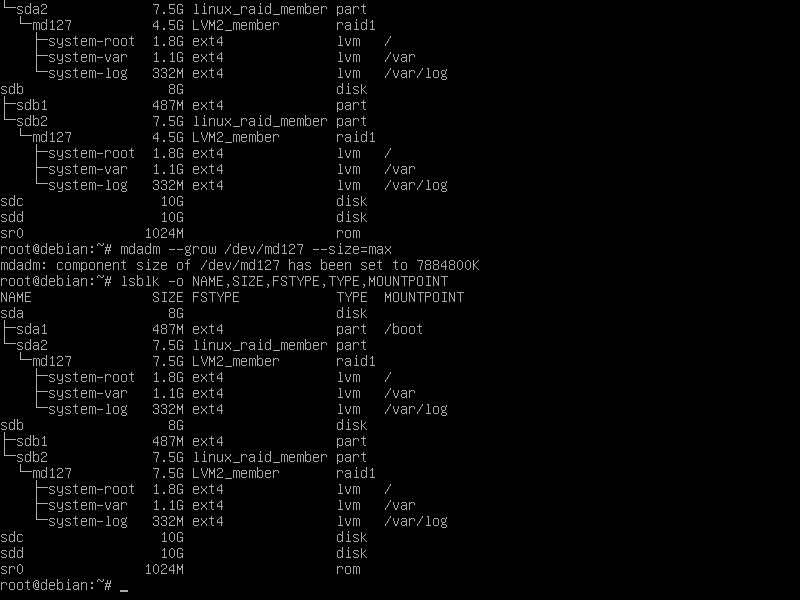 └─sda2             7.5G linux_raid_member part
  └─md127          4.5G LVM2_member       raid1
    ├─system-root  1.8G ext4              lvm   /
    ├─system-var   1.1G ext4              lvm   /var
    └─system-log   332M ext4              lvm   /var/log
sdb                  8G                   disk
├─sdb1             487M ext4              part
└─sdb2             7.5G linux_raid_member part
  └─md127          4.5G LVM2_member       raid1
    ├─system-root  1.8G ext4              lvm   /
    ├─system-var   1.1G ext4              lvm   /var
    └─system-log   332M ext4              lvm   /var/log
sdc                 10G                   disk
sdd                 10G                   disk
sr0               1024M                   rom
root@debian:~# mdadm --grow /dev/md127 --size=max
mdadm: component size of /dev/md127 has been set to 7884800K
root@debian:~# lsblk -o NAME,SIZE,FSTYPE,TYPE,MOUNTPOINT
NAME               SIZE FSTYPE            TYPE  MOUNTPOINT
sda                  8G                   disk
├─sda1             487M ext4              part  /boot
└─sda2             7.5G linux_raid_member part
  └─md127          7.5G LVM2_member       raid1
    ├─system-root  1.8G ext4              lvm   /
    ├─system-var   1.1G ext4              lvm   /var
    └─system-log   332M ext4              lvm   /var/log
sdb                  8G                   disk
├─sdb1             487M ext4              part
└─sdb2             7.5G linux_raid_member part
  └─md127          7.5G LVM2_member       raid1
    ├─system-root  1.8G ext4              lvm   /
    ├─system-var   1.1G ext4              lvm   /var
    └─system-log   332M ext4              lvm   /var/log
sdc                 10G                   disk
sdd                 10G                   disk
sr0               1024M                   rom
root@debian:~# _